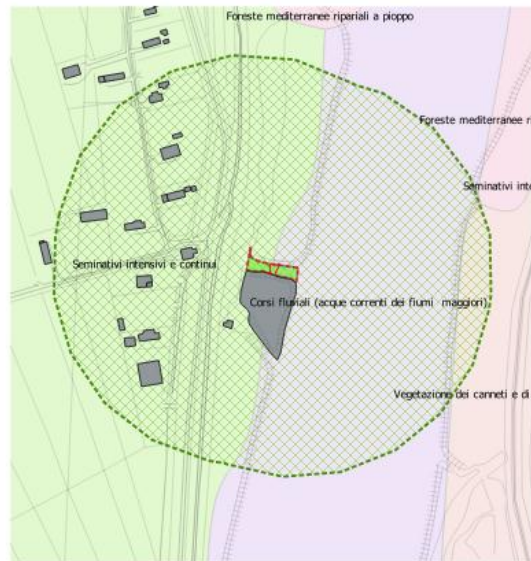 Foreste mediterranee ripariali a pioppo
Foreste mediterranee
Seminativi
Seminativi intensivi e continui
Corsi fluviali (acque correnti dei fiumi maggiori)
Vegetazione dei canneti e di